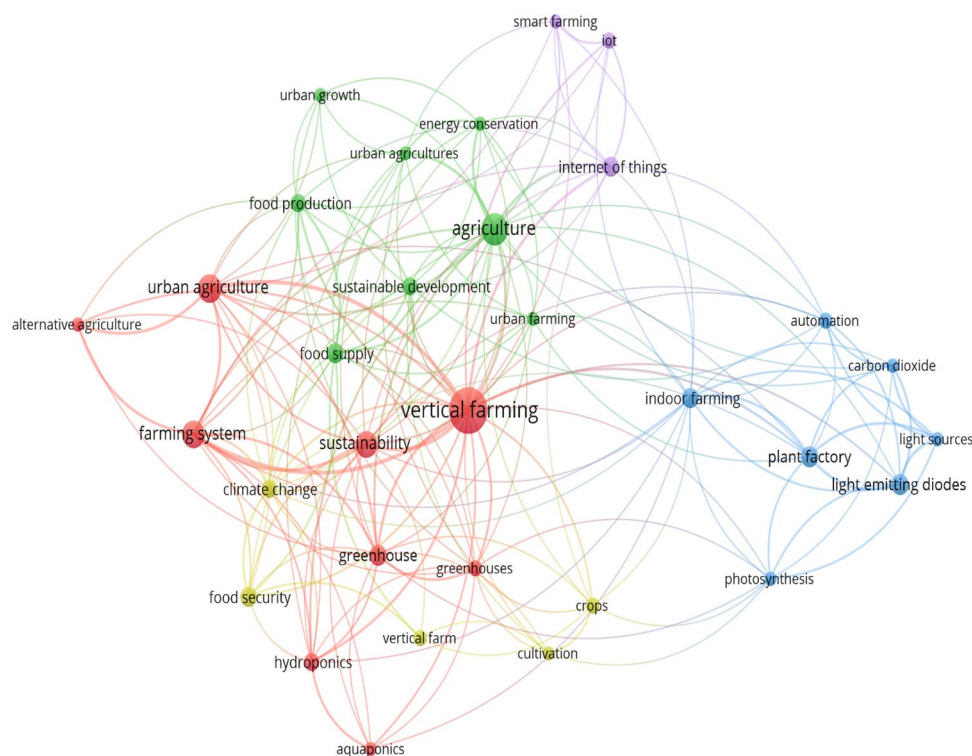 smart farming
iot
urban growth
energy conservation
urban agricultures
internet of things
food production
agriculture
urban agriculture
sustainable development
alternative agriculture
urban farming
automation
food supply
carbon dioxide
indoor farming
vertical farming
farming system
sustainability
light sources
plant factory
light emitting diodes
climate change
greenhouse
greenhouses
photosynthesis
food security
crops
vertical farm
cultivation
hydroponics
aquaponics